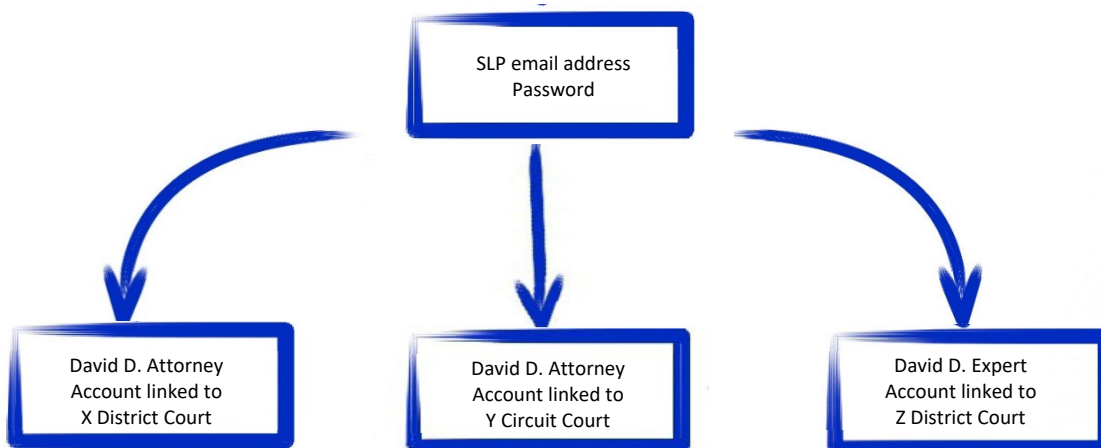 SLP email address
Password
David D. Attorney
Account linked to
X District Court
David D. Attorney
Account linked to
Y Circuit Court
David D. Expert
Account linked to
Z District Court